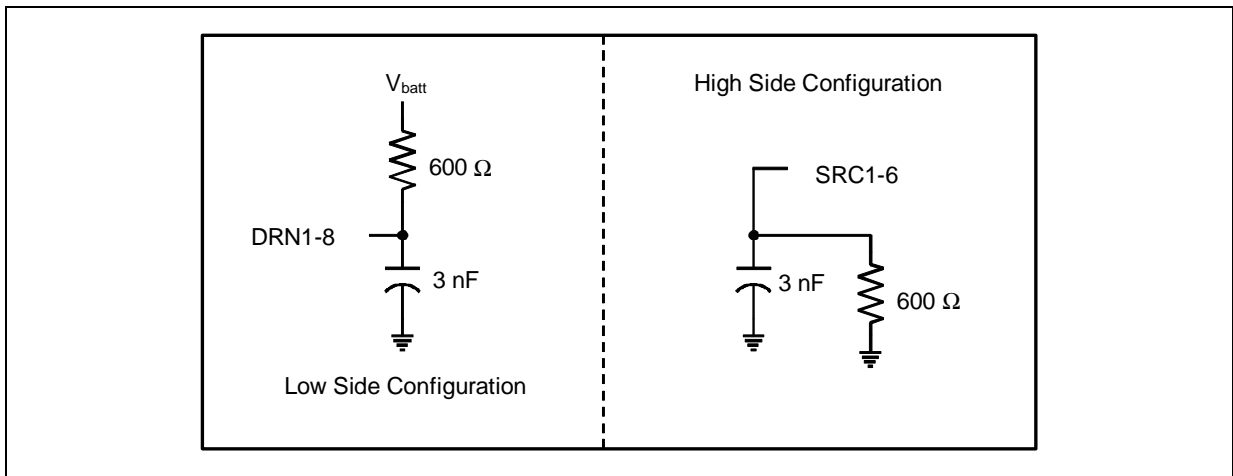 V_batt
600 Ω
DRN1-8
3 nF
Low Side Configuration
High Side Configuration
SRC1-6
3 nF
600 Ω